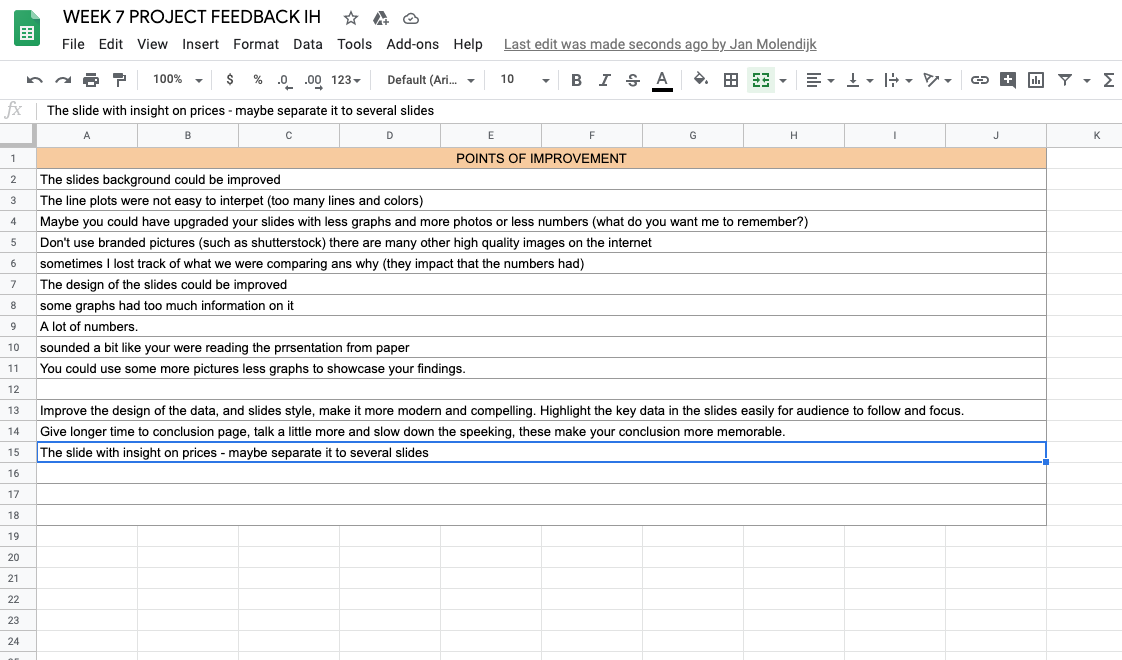 WEEK 7 PROJECT FEEDBACK IH
File Edit View Insert Format Data Tools Add-ons Help Last edit was made seconds ago by Jan Molendijk
100% $ % .0 .00 123 Default (Ari... 10 B I S A
fx The slide with insight on prices - maybe separate it to several slides
A B C D E F G H I J K
1 POINTS OF IMPROVEMENT
2 The slides background could be improved
3 The line plots were not easy to interpet (too many lines and colors)
4 Maybe you could have upgraded your slides with less graphs and more photos or less numbers (what do you want me to remember?)
5 Don't use branded pictures (such as shutterstock) there are many other high quality images on the internet
6 sometimes I lost track of what we were comparing ans why (they impact that the numbers had)
7 The design of the slides could be improved
8 some graphs had too much information on it
9 A lot of numbers.
10 sounded a bit like your were reading the prrsentation from paper
11 You could use some more pictures less graphs to showcase your findings.
12
13 Improve the design of the data, and slides style, make it more modern and compelling. Highlight the key data in the slides easily for audience to follow and focus.
14 Give longer time to conclusion page, talk a little more and slow down the speeking, these make your conclusion more memorable.
15 The slide with insight on prices - maybe separate it to several slides
16
17
18
19
20
21
22
23
24